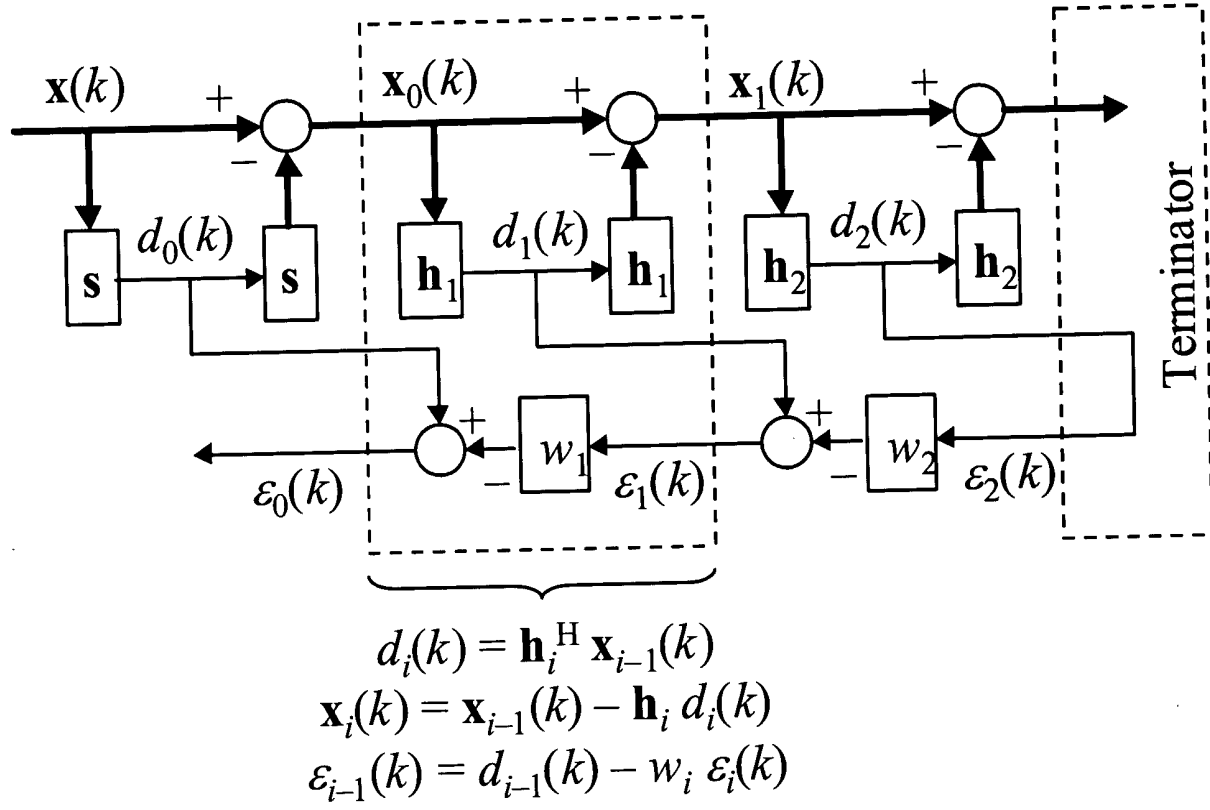 x(k)
+
−
x₀(k)
+
−
x₁(k)
+
−
s
d₀(k)
s
h₁
d₁(k)
h₁
h₂
d₂(k)
h₂
Terminator
ε₀(k)
+
−
w₁
ε₁(k)
+
−
w₂
ε₂(k)
dᵢ(k) = hᵢᴴ xᵢ₋₁(k)
xᵢ(k) = xᵢ₋₁(k) − hᵢ dᵢ(k)
εᵢ₋₁(k) = dᵢ₋₁(k) − wᵢ εᵢ(k)